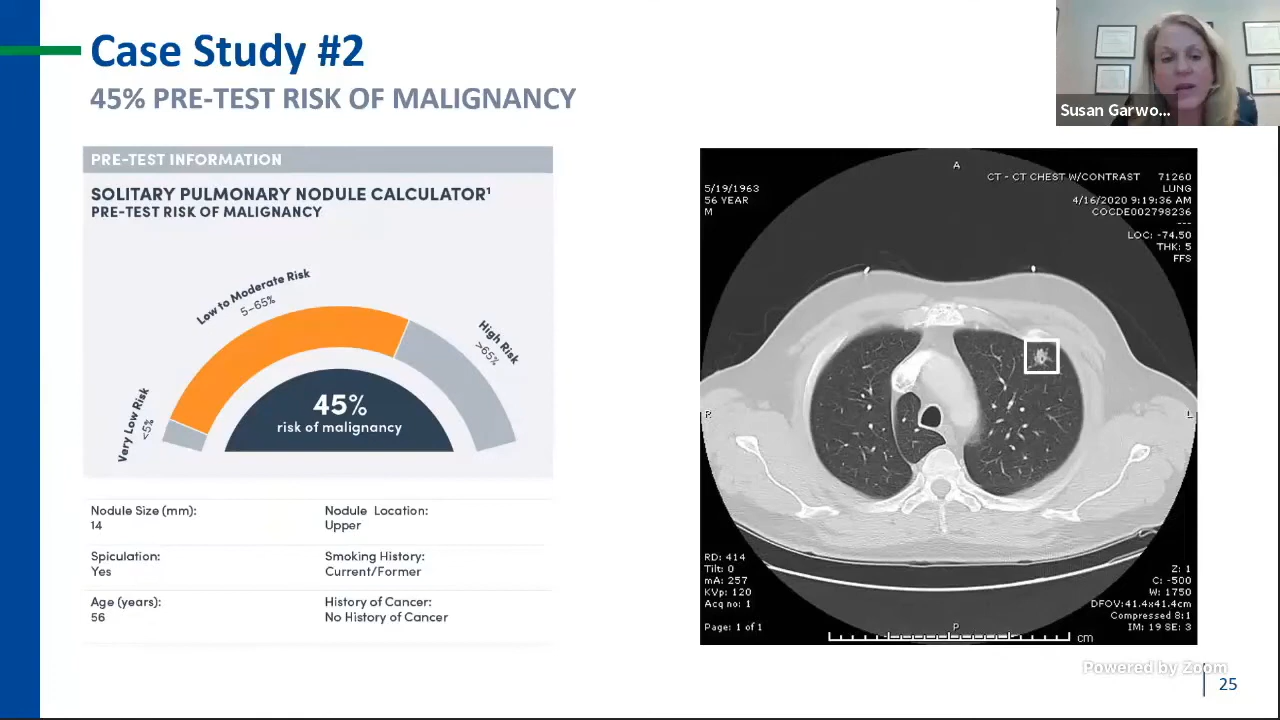 Case Study #2
45% PRE-TEST RISK OF MALIGNANCY
Susan Garwo...
PRE-TEST INFORMATION
SOLITARY PULMONARY NODULE CALCULATOR¹
PRE-TEST RISK OF MALIGNANCY
Low to Moderate Risk
5-65%
High Risk
>65%
Very Low Risk
<5%
45%
risk of malignancy
Nodule Size (mm):
14
Nodule Location:
Upper
Spiculation:
Yes
Smoking History:
Current/Former
Age (years):
56
History of Cancer:
No History of Cancer
A
5/19/1963
56 YEAR
M
CT - CT CHEST W/CONTRAST 71260
LUNG
4/16/2020 9:19:36 AM
COCDE002798236
---
LOC: -74.50
THK: 5
FFS
R
L
RD: 414
Tilt: 0
mA: 257
KVp: 120
Acq no: 1
Page: 1 of 1
Z: 1
C: -500
W: 1750
DFOV:41.4x41.4cm
Compressed 8:1
IM: 19 SE: 3
P
cm
Powered by Zoom
25